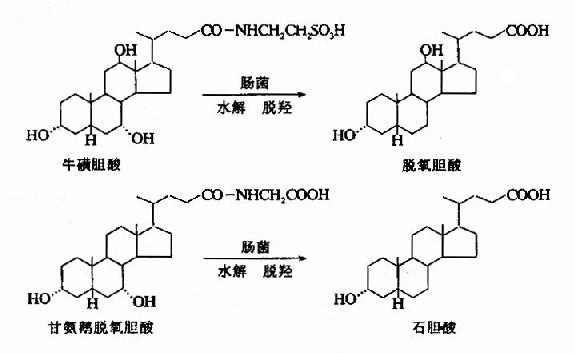 CO-NHCH₂CH₂SO₃H
COOH
OH
OH
肠菌
水解 脱羟
HO
H
OH
HO
H
牛磺胆酸
脱氧胆酸
CO-NHCH₂COOH
COOH
肠菌
水解 脱羟
HO
H
OH
HO
H
甘氨鹅脱氧胆酸
石胆酸